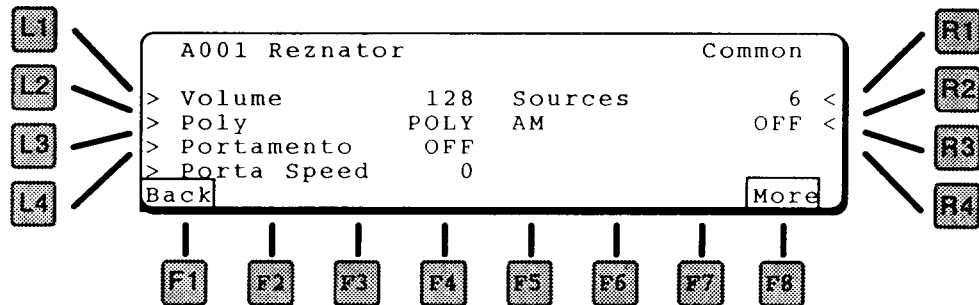 L1
L2
L3
L4
A001 Reznator Common
> Volume 128 Sources 6 <
> Poly POLY AM OFF <
> Portamento OFF
> Porta Speed 0
Back More
R1
R2
R3
R4
F1 F2 F3 F4 F5 F6 F7 F8